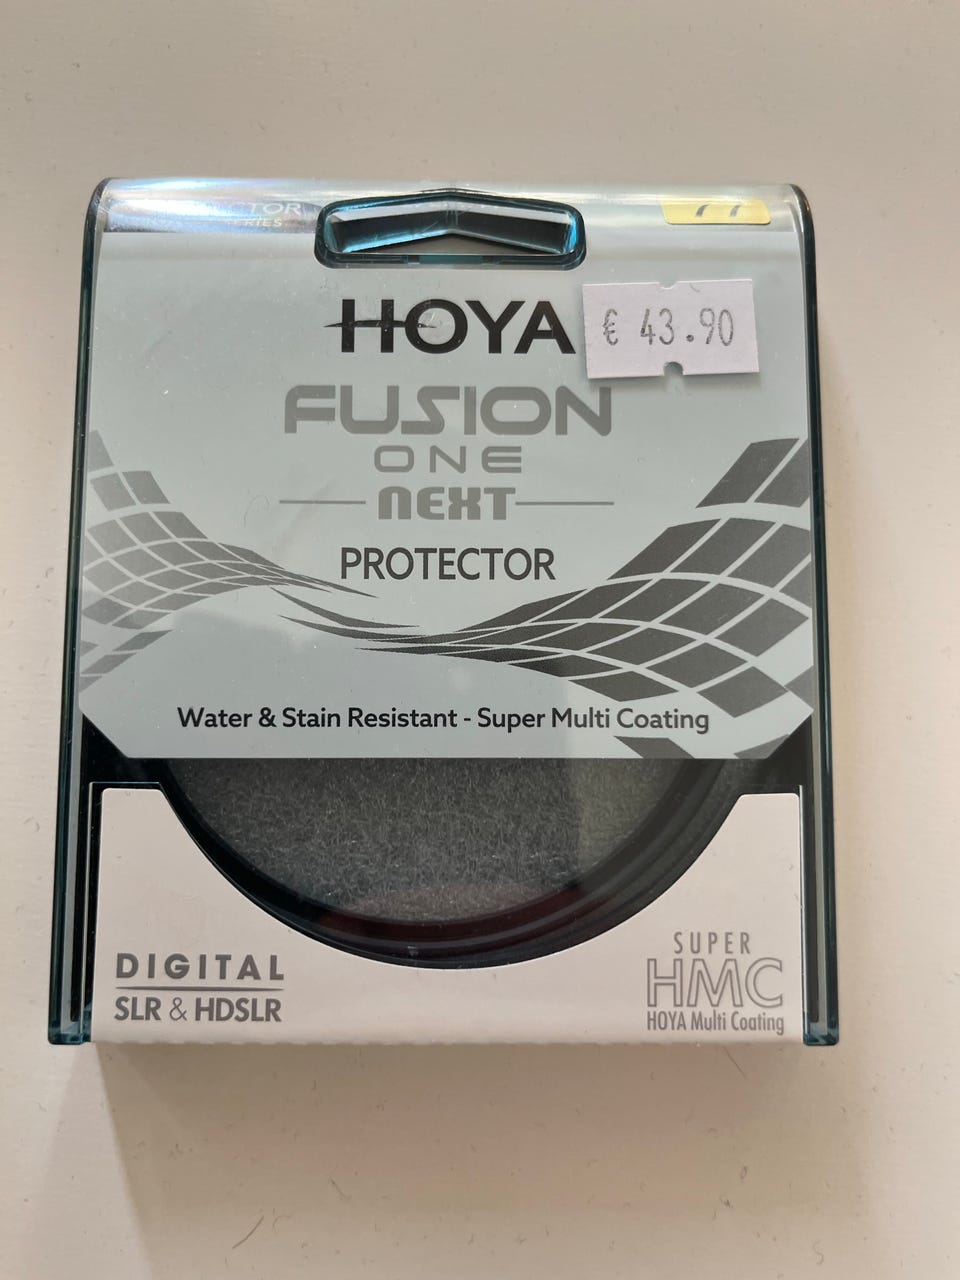 HOYA
€ 43.90
FUSION
ONE
NEXT
PROTECTOR
Water & Stain Resistant - Super Multi Coating
DIGITAL
SLR & HDSLR
SUPER
HMC
HOYA Multi Coating